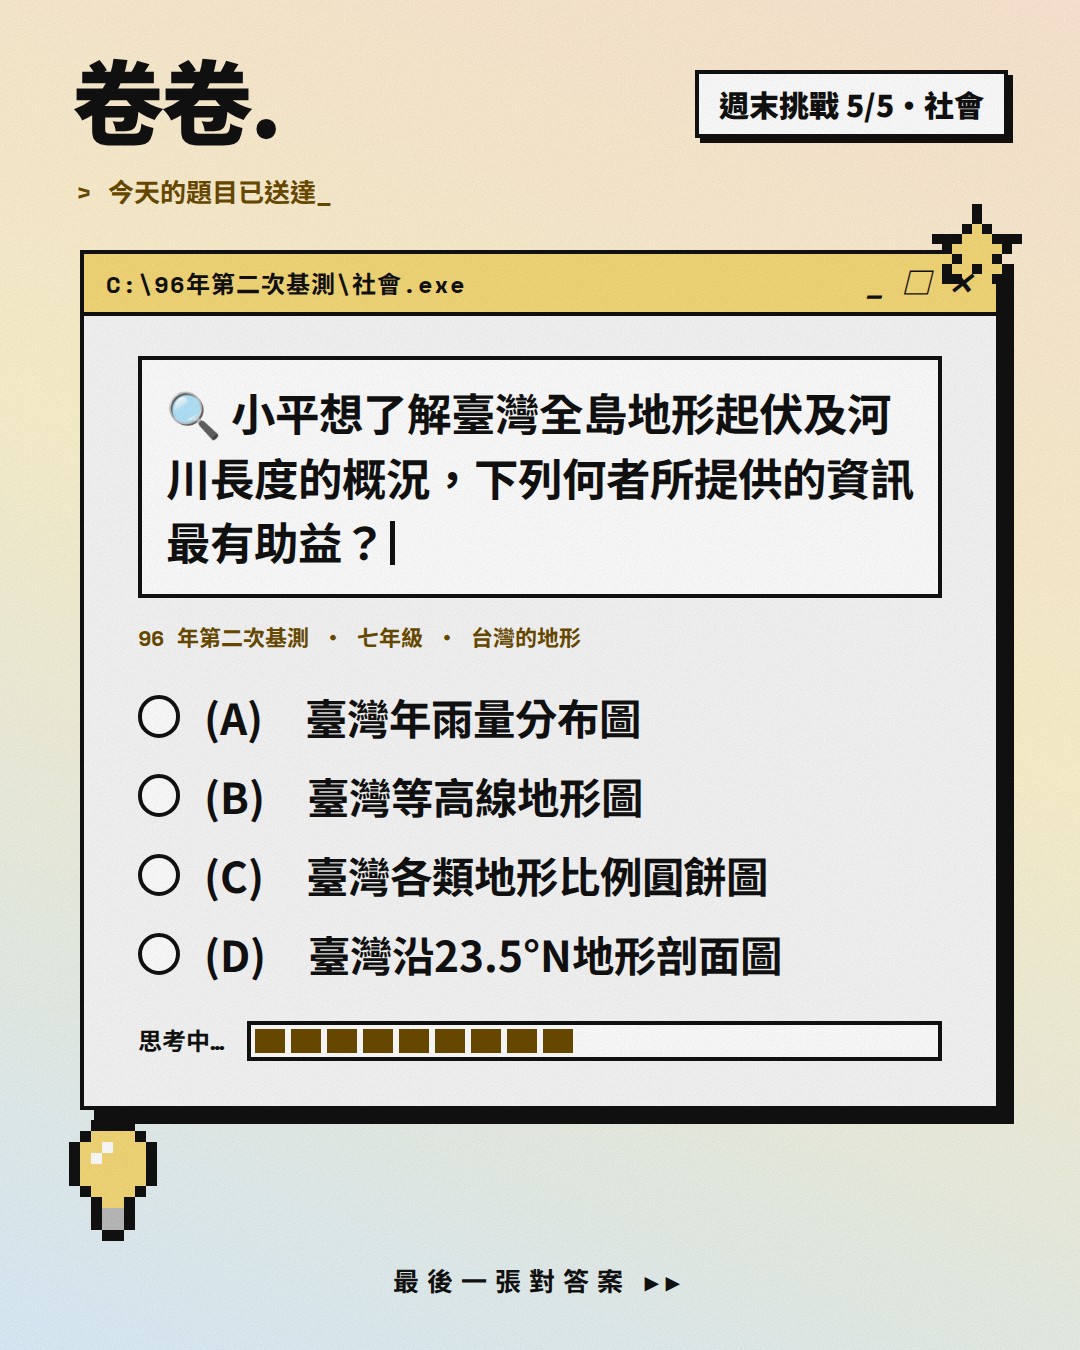 卷卷.
週末挑戰 5/5・社會
> 今天的題目已送達_
C:\96年第二次基測\社會.exe
_ □ ×
🔍 小平想了解臺灣全島地形起伏及河
川長度的概況，下列何者所提供的資訊
最有助益？
96 年第二次基測 ・ 七年級 ・ 台灣的地形
(A) 臺灣年雨量分布圖
(B) 臺灣等高線地形圖
(C) 臺灣各類地形比例圓餅圖
(D) 臺灣沿23.5°N地形剖面圖
思考中…
最後一張對答案 ▸▸